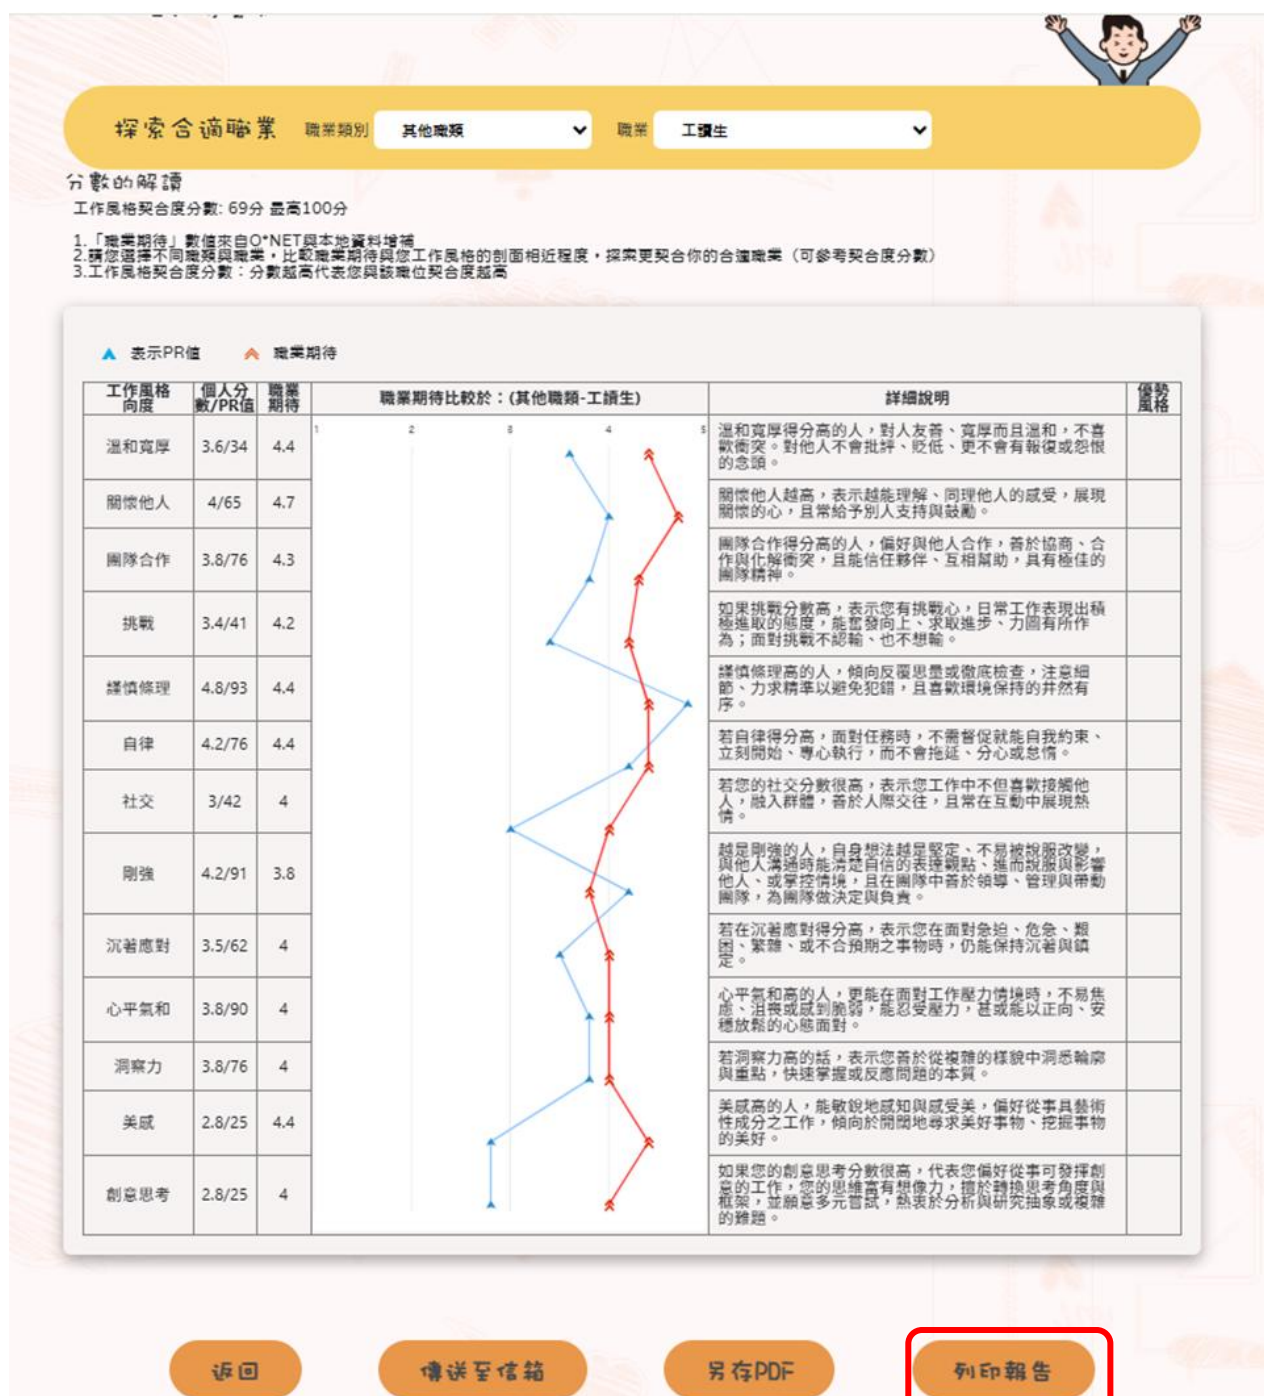 探索合適職業 職業類別 其他職類 職業 工讀生
分數的解讀
工作風格契合度分數: 69分 最高100分
1.「職業期待」數值來自O*NET與本地資料增補
2.請您選擇不同職類與職業，比較職業期待與您工作風格的剖面相近程度，探索更契合你的合適職業（可參考契合度分數）
3.工作風格契合度分數：分數越高代表您與該職位契合度越高
表示PR值 職業期待
工作風格向度 個人分數/PR值 職業期待 職業期待比較於：(其他職類-工讀生) 詳細說明 優勢風格
1 2 3 4 5
溫和寬厚 3.6/34 4.4 溫和寬厚得分高的人，對人友善、寬厚而且溫和，不喜
歡衝突。對他人不會批評、貶低、更不會有報復或怨恨
的念頭。
關懷他人 4/65 4.7 關懷他人越高，表示越能理解、同理他人的感受，展現
關懷的心，且常給予別人支持與鼓勵。
團隊合作 3.8/76 4.3 團隊合作得分高的人，偏好與他人合作，善於協商、合
作與化解衝突，且能信任夥伴、互相幫助，具有極佳的
團隊精神。
挑戰 3.4/41 4.2 如果挑戰分數高，表示您有挑戰心，日常工作表現出積
極進取的態度，能奮發向上、求取進步、力圖有所作
為；面對挑戰不認輸、也不想輸。
謹慎條理 4.8/93 4.4 謹慎條理高的人，傾向反覆思量或徹底檢查，注意細
節、力求精準以避免犯錯，且喜歡環境保持的井然有
序。
自律 4.2/76 4.4 若自律得分高，面對任務時，不需督促就能自我約束、
立刻開始、專心執行，而不會拖延、分心或怠惰。
社交 3/42 4 若您的社交分數很高，表示您工作中不但喜歡接觸他
人，融入群體，善於人際交往，且常在互動中展現熱
情。
剛強 4.2/91 3.8 越是剛強的人，自身想法越是堅定、不易被說服改變，
與他人溝通時能清楚自信的表達觀點、進而說服與影響
他人、或掌控情境，且在團隊中善於領導、管理與帶動
團隊，為團隊做決定與負責。
沉著應對 3.5/62 4 若在沉著應對得分高，表示您在面對急迫、危急、艱
困、繁雜、或不合預期之事物時，仍能保持沉著與鎮
定。
心平氣和 3.8/90 4 心平氣和高的人，更能在面對工作壓力情境時，不易焦
慮、沮喪或感到脆弱，能忍受壓力，甚或能以正向、安
穩放鬆的心態面對。
洞察力 3.8/76 4 若洞察力高的話，表示您善於從複雜的樣貌中洞悉輪廓
與重點，快速掌握或反應問題的本質。
美感 2.8/25 4.4 美感高的人，能敏銳地感知與感受美，偏好從事具藝術
性成分之工作，傾向於開闊地尋求美好事物、挖掘事物
的美好。
創意思考 2.8/25 4 如果您的創意思考分數很高，代表您偏好從事可發揮創
意的工作，您的思維富有想像力，擅於轉換思考角度與
框架，並願意多元嘗試，熱衷於分析與研究抽象或複雜
的難題。
返回 傳送至信箱 另存PDF 列印報告